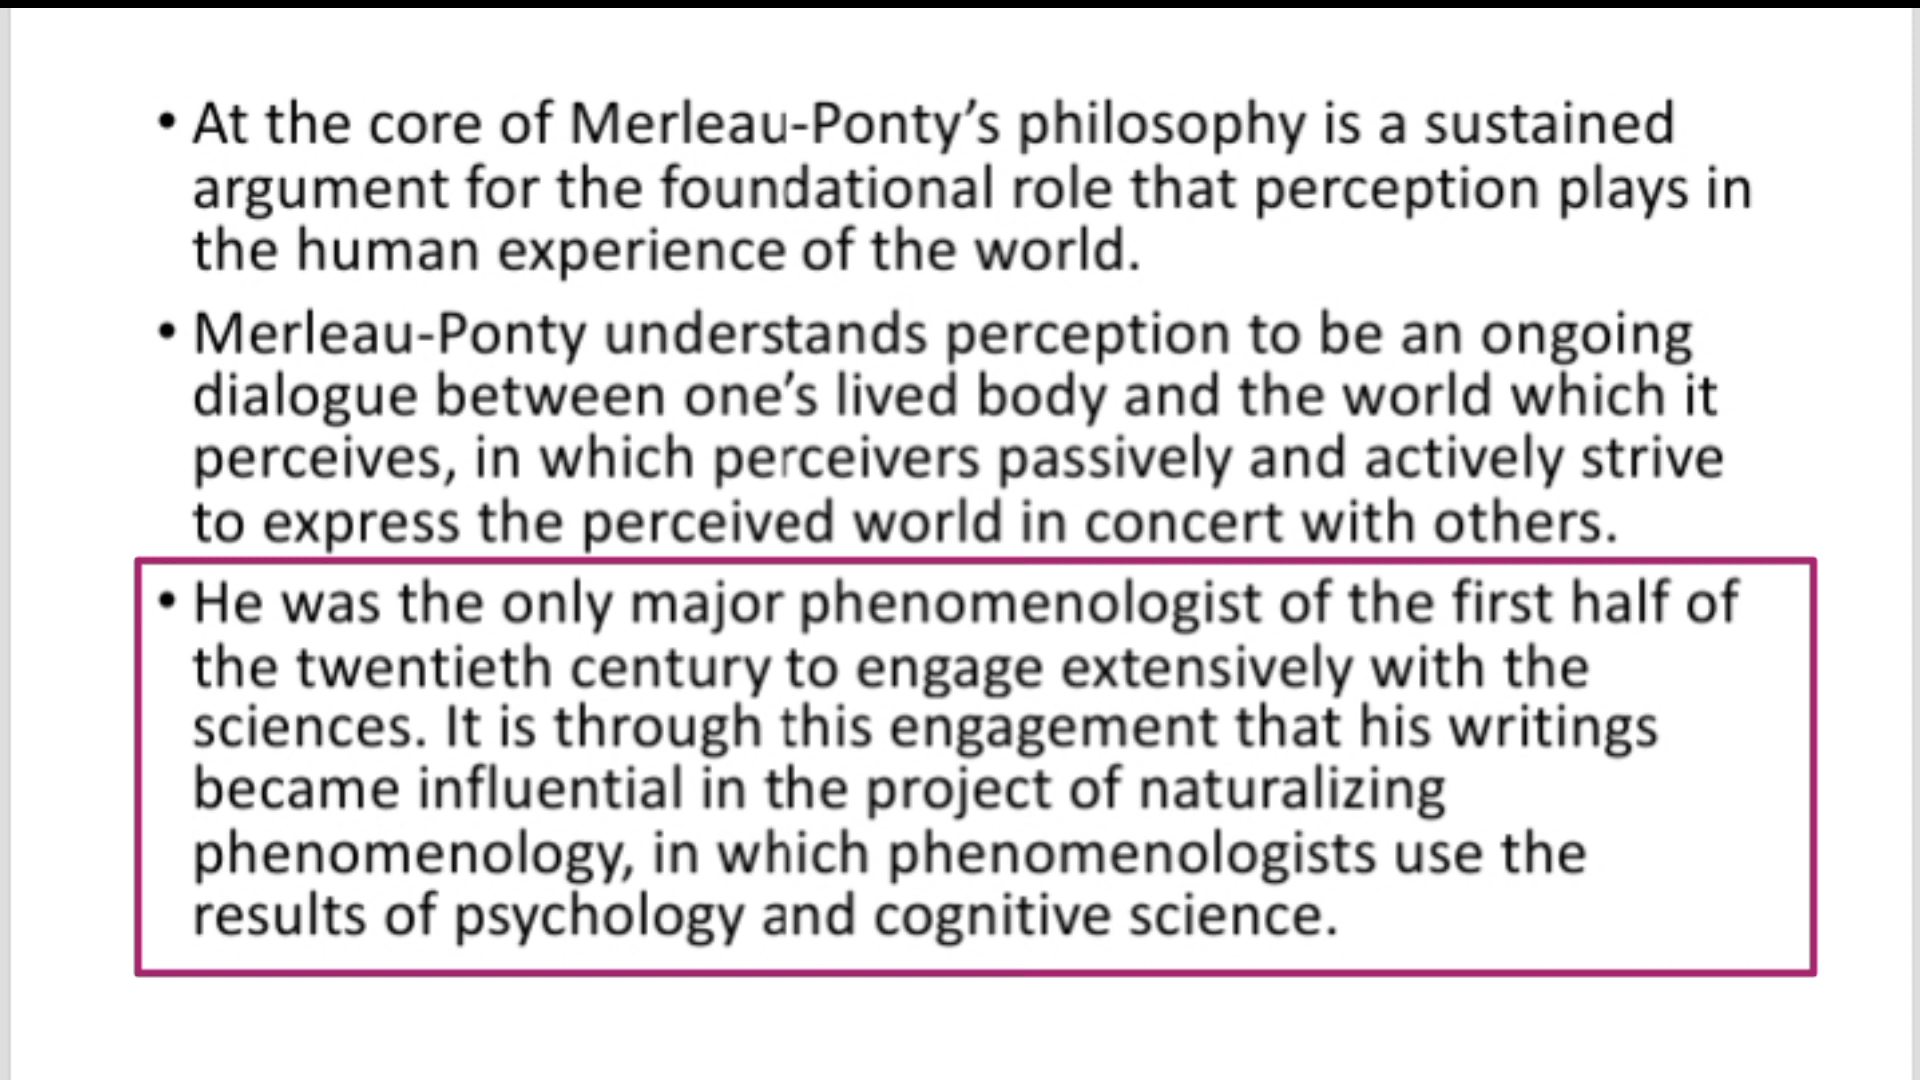 • At the core of Merleau-Ponty’s philosophy is a sustained
argument for the foundational role that perception plays in
the human experience of the world.
• Merleau-Ponty understands perception to be an ongoing
dialogue between one’s lived body and the world which it
perceives, in which perceivers passively and actively strive
to express the perceived world in concert with others.
• He was the only major phenomenologist of the first half of
the twentieth century to engage extensively with the
sciences. It is through this engagement that his writings
became influential in the project of naturalizing
phenomenology, in which phenomenologists use the
results of psychology and cognitive science.